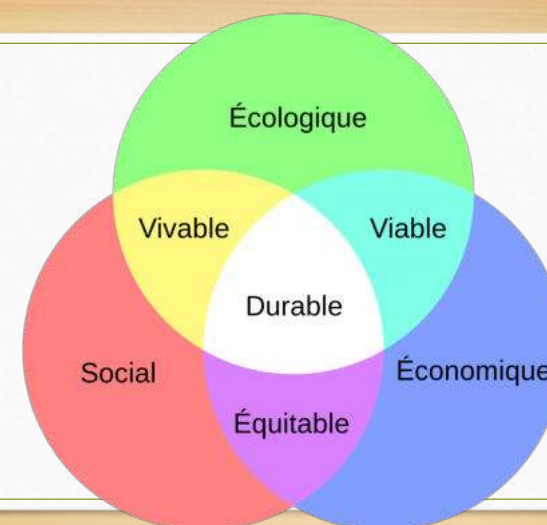 Écologique
Vivable
Viable
Durable
Social
Économique
Équitable